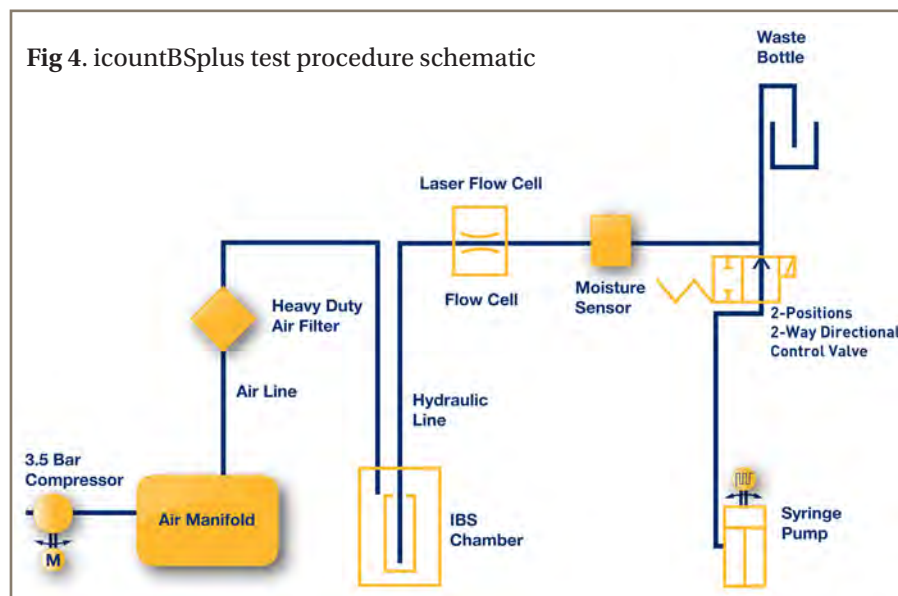 Fig 4. icountBSplus test procedure schematic
Waste
Bottle
Laser Flow Cell
Flow Cell
Moisture
Sensor
2-Positions
2-Way Directional
Control Valve
Heavy Duty
Air Filter
Air Line
Hydraulic
Line
3.5 Bar
Compressor
M
Air Manifold
IBS
Chamber
Syringe
Pump